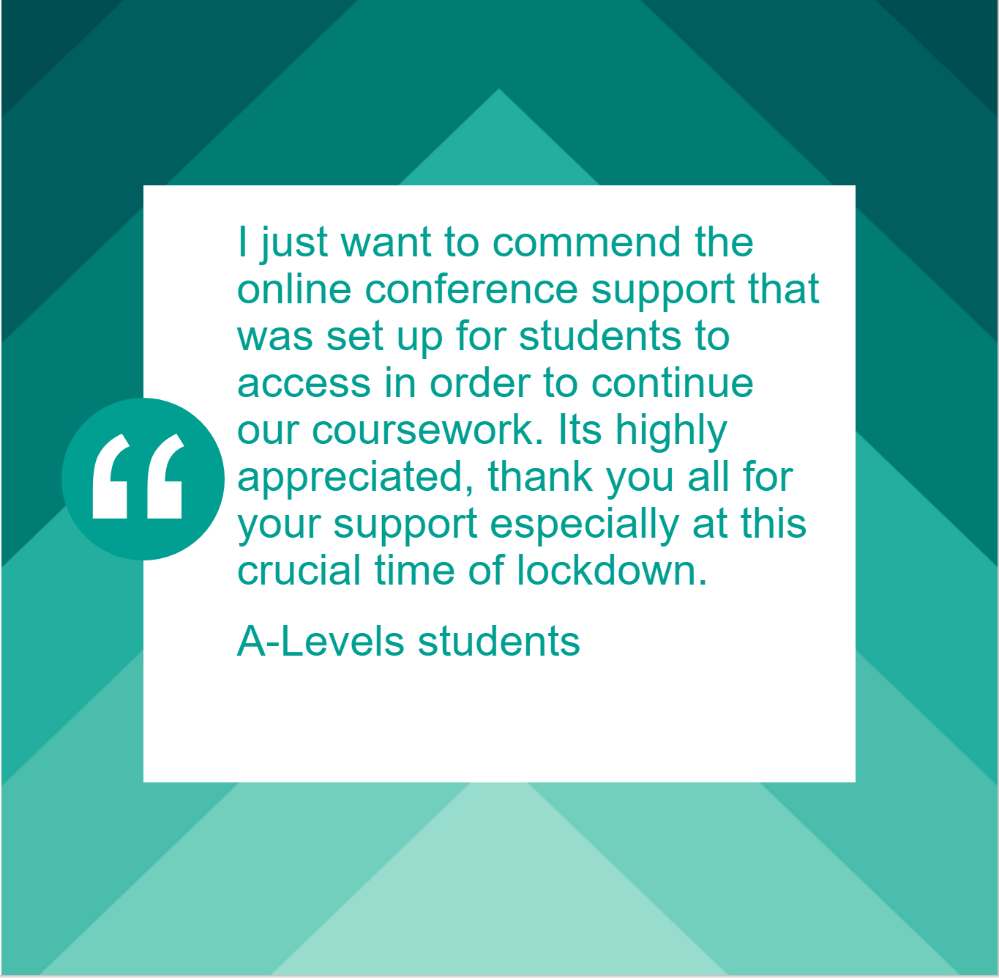 I just want to commend the
online conference support that
was set up for students to
access in order to continue
our coursework. Its highly
appreciated, thank you all for
your support especially at this
crucial time of lockdown.
A-Levels students